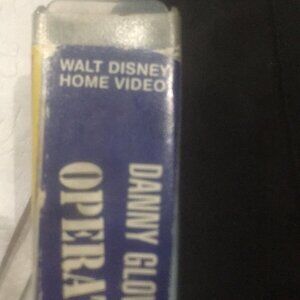 WALT DISNEY
HOME VIDEO
DANNY GLO
OPERA